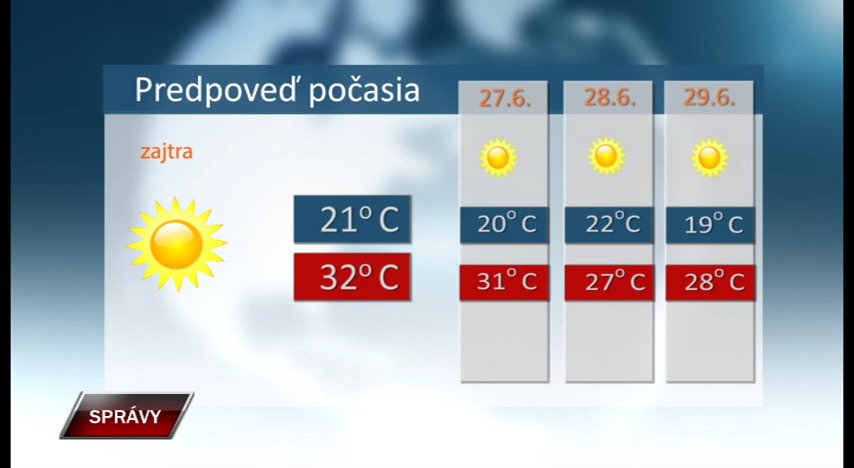 Predpoveď počasia
zajtra
21° C
32° C
27.6.
20° C
31° C
28.6.
22°C
27° C
29.6.
19° C
28° C
SPRÁVY